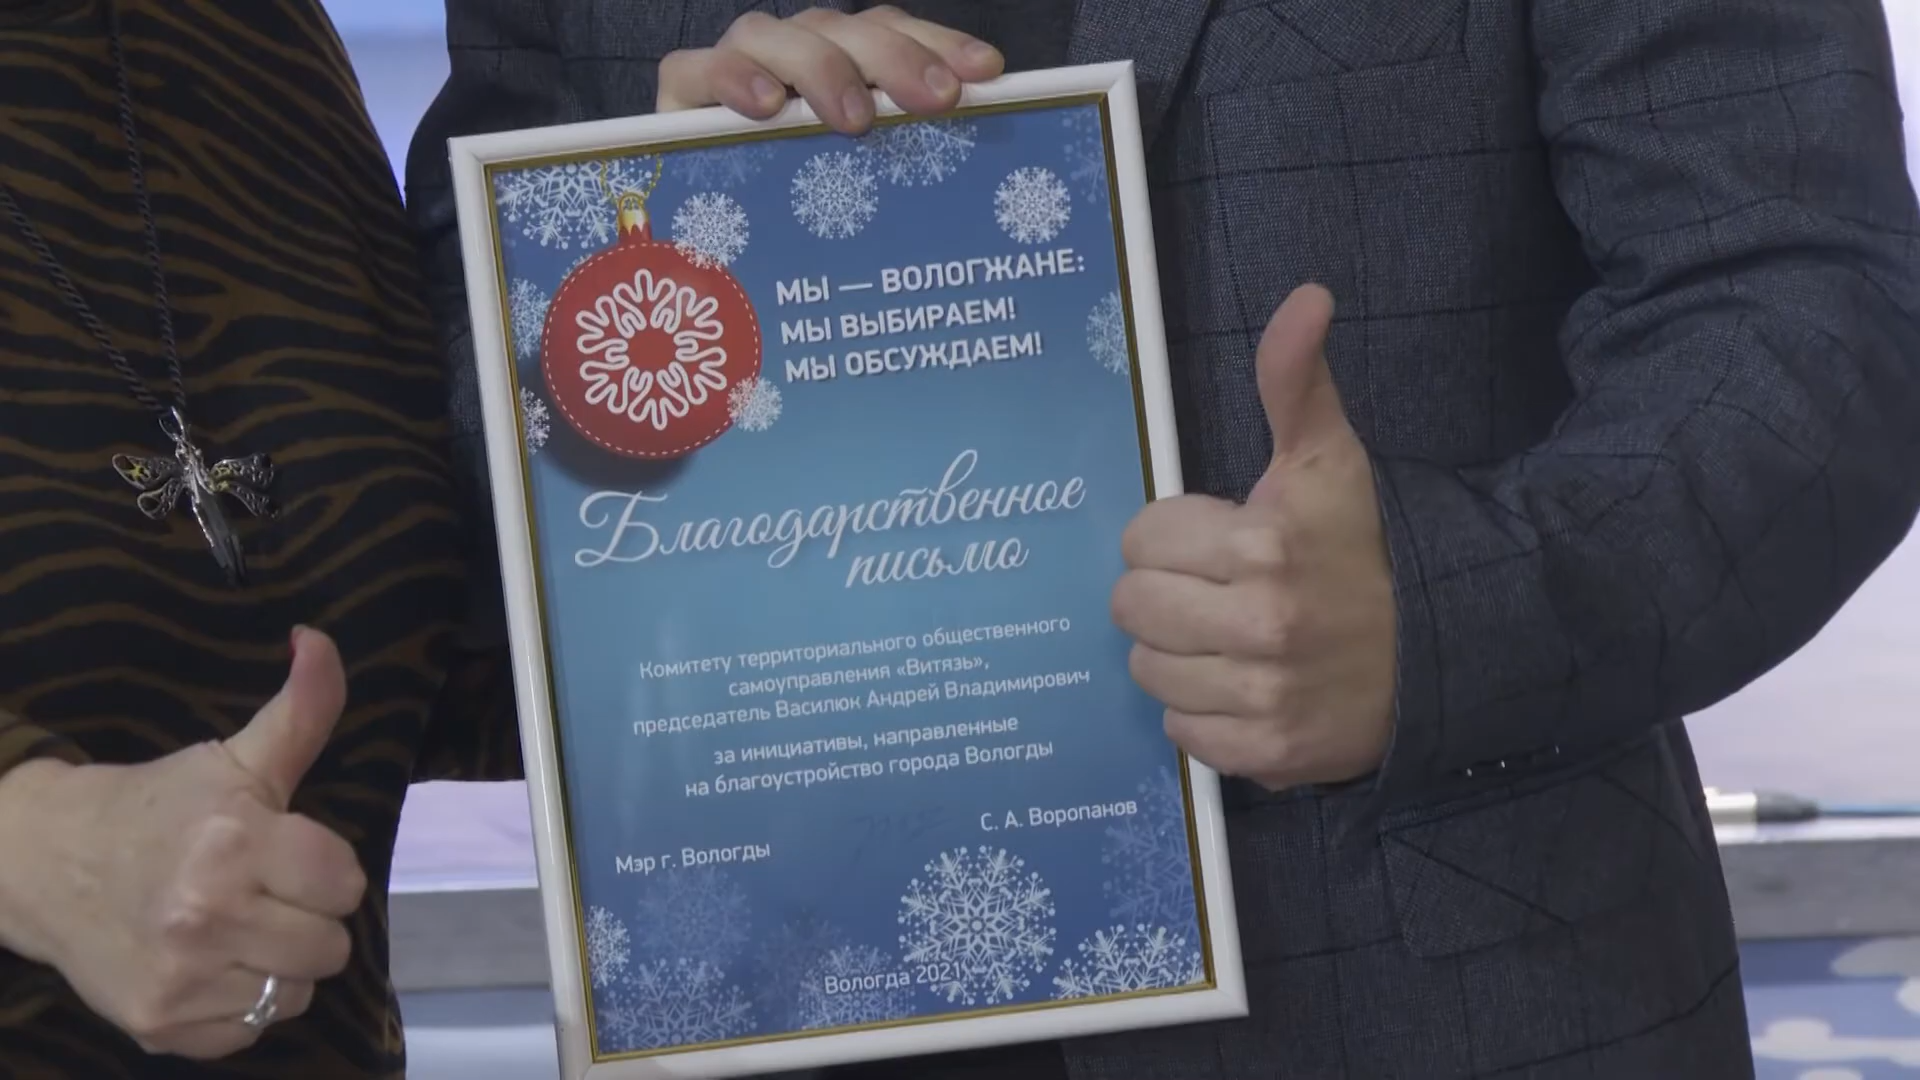 МЫ — ВОЛОГЖАНЕ:
МЫ ВЫБИРАЕМ!
МЫ ОБСУЖДАЕМ!
Благодарственное
письмо
Комитету территориального общественного
самоуправления «Витязь»,
председатель Василюк Андрей Владимирович
за инициативы, направленные
на благоустройство города Вологды
Мэр г. Вологды
С. А. Воропанов
Вологда 2021